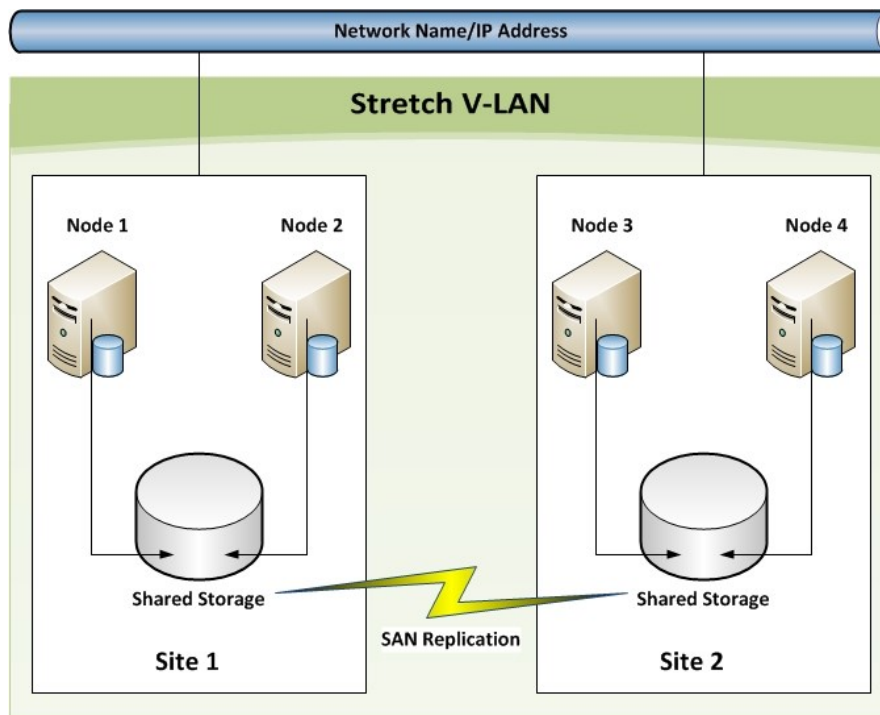 Network Name/IP Address
Stretch V-LAN
Node 1
Node 2
Node 3
Node 4
Shared Storage
Shared Storage
SAN Replication
Site 1
Site 2